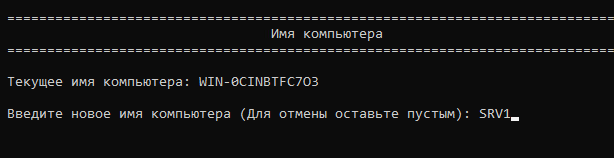 ================================================================================
Имя компьютера
================================================================================
Текущее имя компьютера: WIN-0CINBTFC7O3
Введите новое имя компьютера (Для отмены оставьте пустым): SRV1